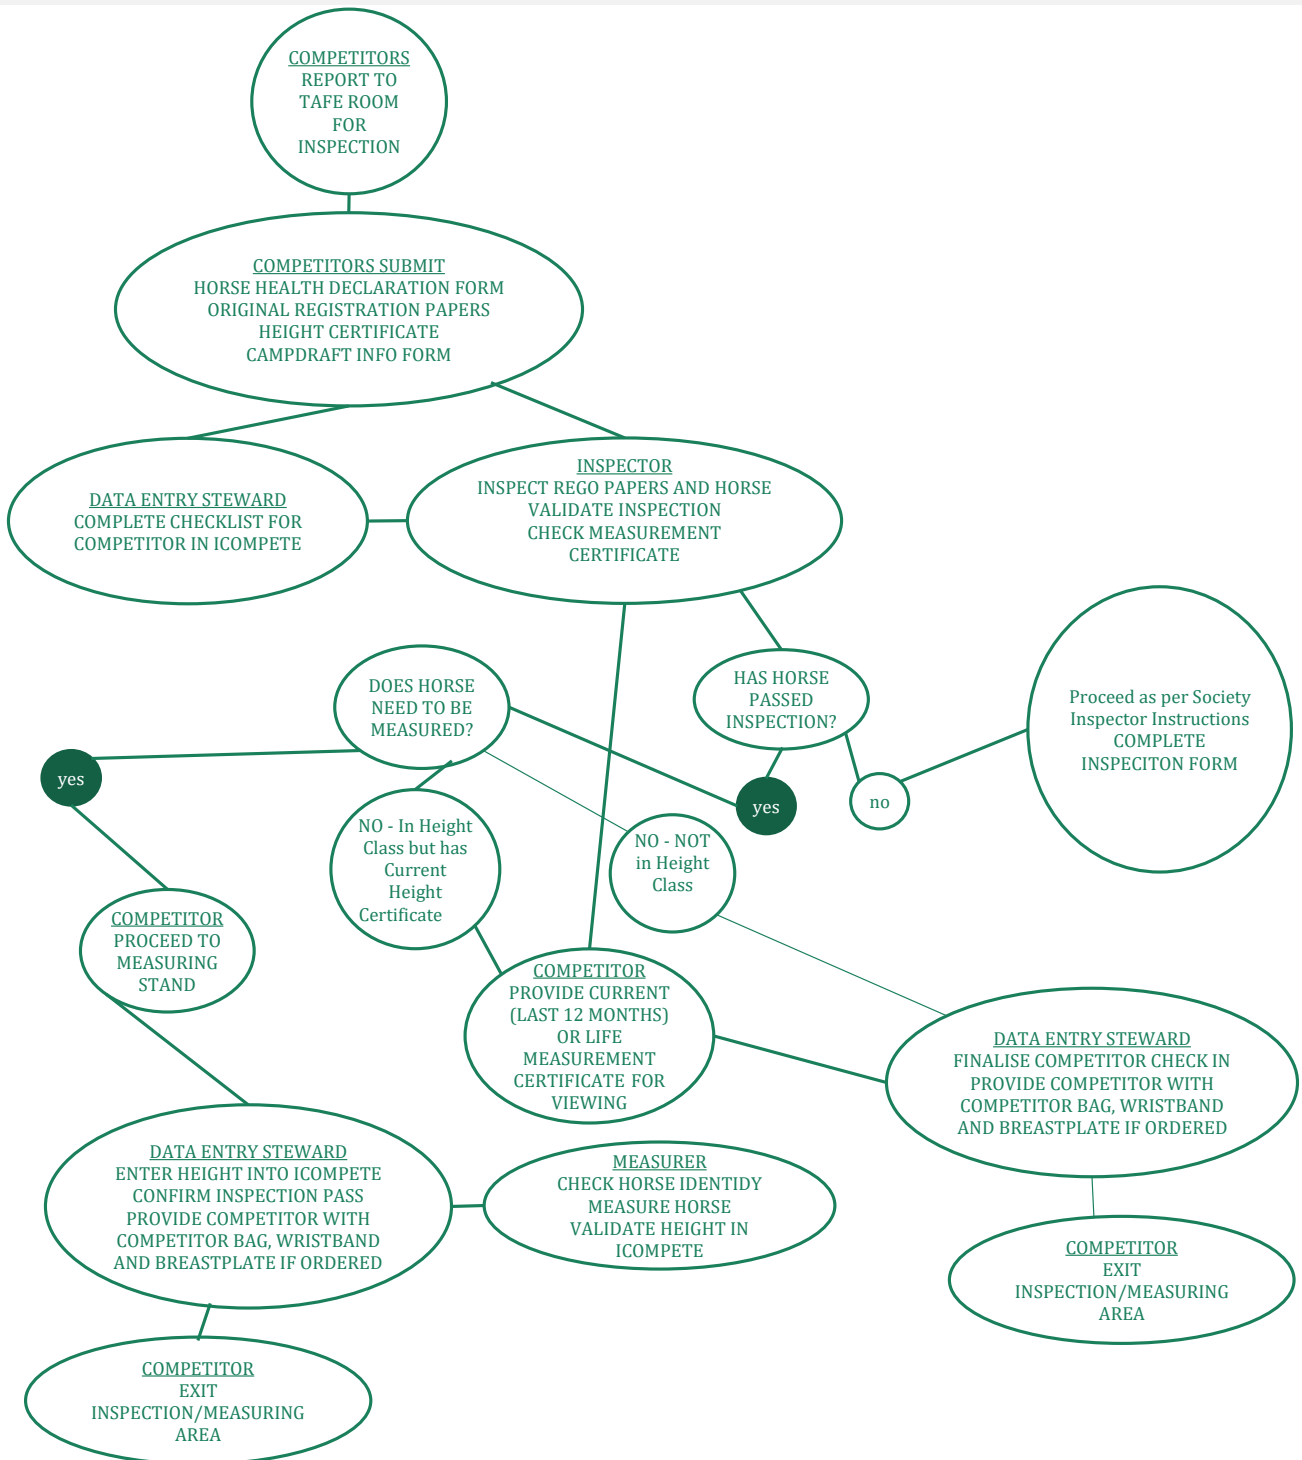 COMPETITORS
REPORT TO
TAFE ROOM
FOR
INSPECTION
COMPETITORS SUBMIT
HORSE HEALTH DECLARATION FORM
ORIGINAL REGISTRATION PAPERS
HEIGHT CERTIFICATE
CAMPDRAFT INFO FORM
DATA ENTRY STEWARD
COMPLETE CHECKLIST FOR
COMPETITOR IN ICOMPETE
INSPECTOR
INSPECT REGO PAPERS AND HORSE
VALIDATE INSPECTION
CHECK MEASUREMENT
CERTIFICATE
DOES HORSE
NEED TO BE
MEASURED?
HAS HORSE
PASSED
INSPECTION?
Proceed as per Society
Inspector Instructions
COMPLETE
INSPECITON FORM
yes
yes
no
NO - In Height
Class but has
Current
Height
Certificate
NO - NOT
in Height
Class
COMPETITOR
PROCEED TO
MEASURING
STAND
COMPETITOR
PROVIDE CURRENT
(LAST 12 MONTHS)
OR LIFE
MEASUREMENT
CERTIFICATE FOR
VIEWING
DATA ENTRY STEWARD
FINALISE COMPETITOR CHECK IN
PROVIDE COMPETITOR WITH
COMPETITOR BAG, WRISTBAND
AND BREASTPLATE IF ORDERED
DATA ENTRY STEWARD
ENTER HEIGHT INTO ICOMPETE
CONFIRM INSPECTION PASS
PROVIDE COMPETITOR WITH
COMPETITOR BAG, WRISTBAND
AND BREASTPLATE IF ORDERED
MEASURER
CHECK HORSE IDENTIDY
MEASURE HORSE
VALIDATE HEIGHT IN
ICOMPETE
COMPETITOR
EXIT
INSPECTION/MEASURING
AREA
COMPETITOR
EXIT
INSPECTION/MEASURING
AREA